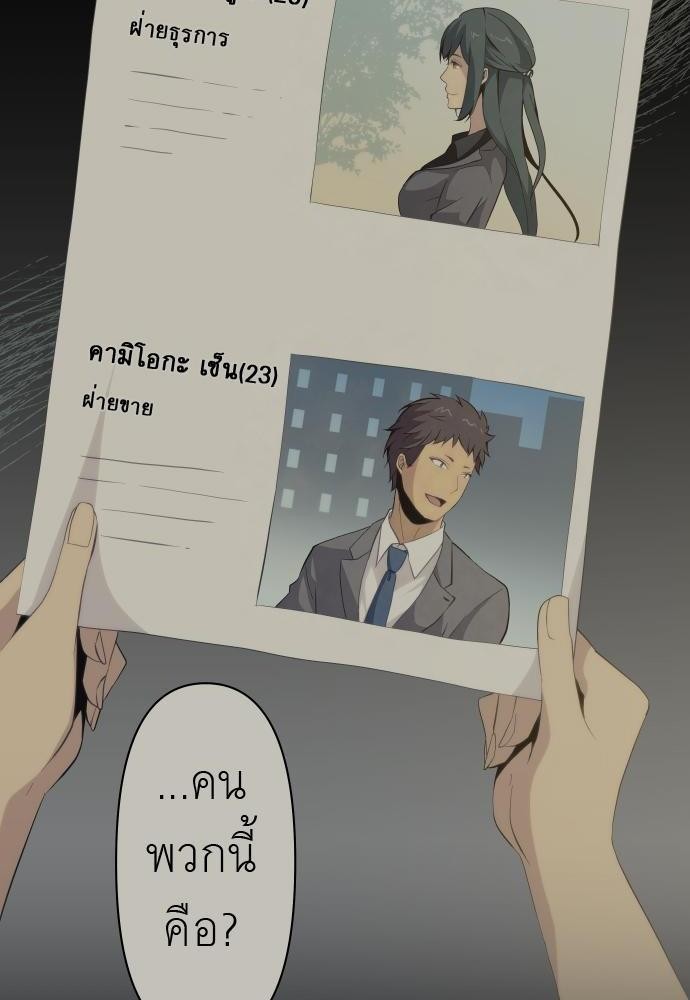 ฝ่ายธุรการ
คามิโอกะ เซ็น(23)
ฝ่ายขาย
...คน
พวกนี้
คือ?